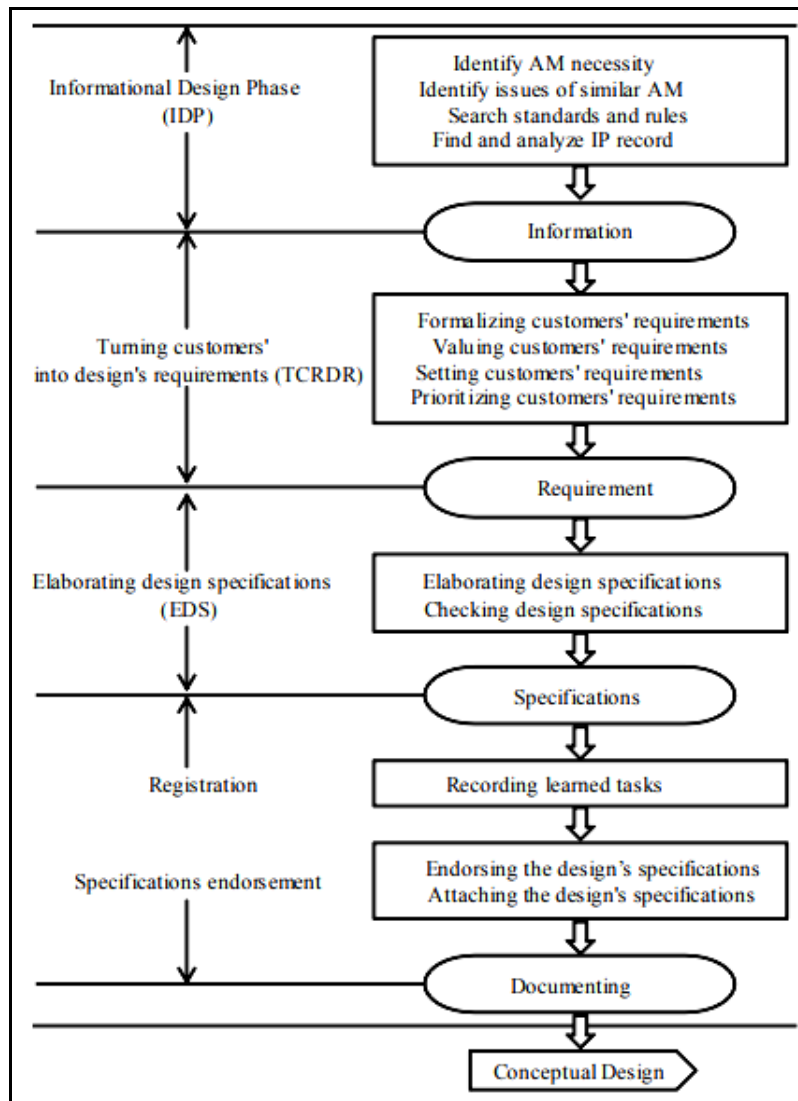 Informational Design Phase
(IDP)
Identify AM necessity
Identify issues of similar AM
Search standards and rules
Find and analyze IP record
Information
Turning customers'
into design's requirements (TCRDR)
Formalizing customers' requirements
Valuing customers' requirements
Setting customers' requirements
Prioritizing customers' requirements
Requirement
Elaborating design specifications
(EDS)
Elaborating design specifications
Checking design specifications
Specifications
Registration
Recording learned tasks
Specifications endorsement
Endorsing the design's specifications
Attaching the design's specifications
Documenting
Conceptual Design